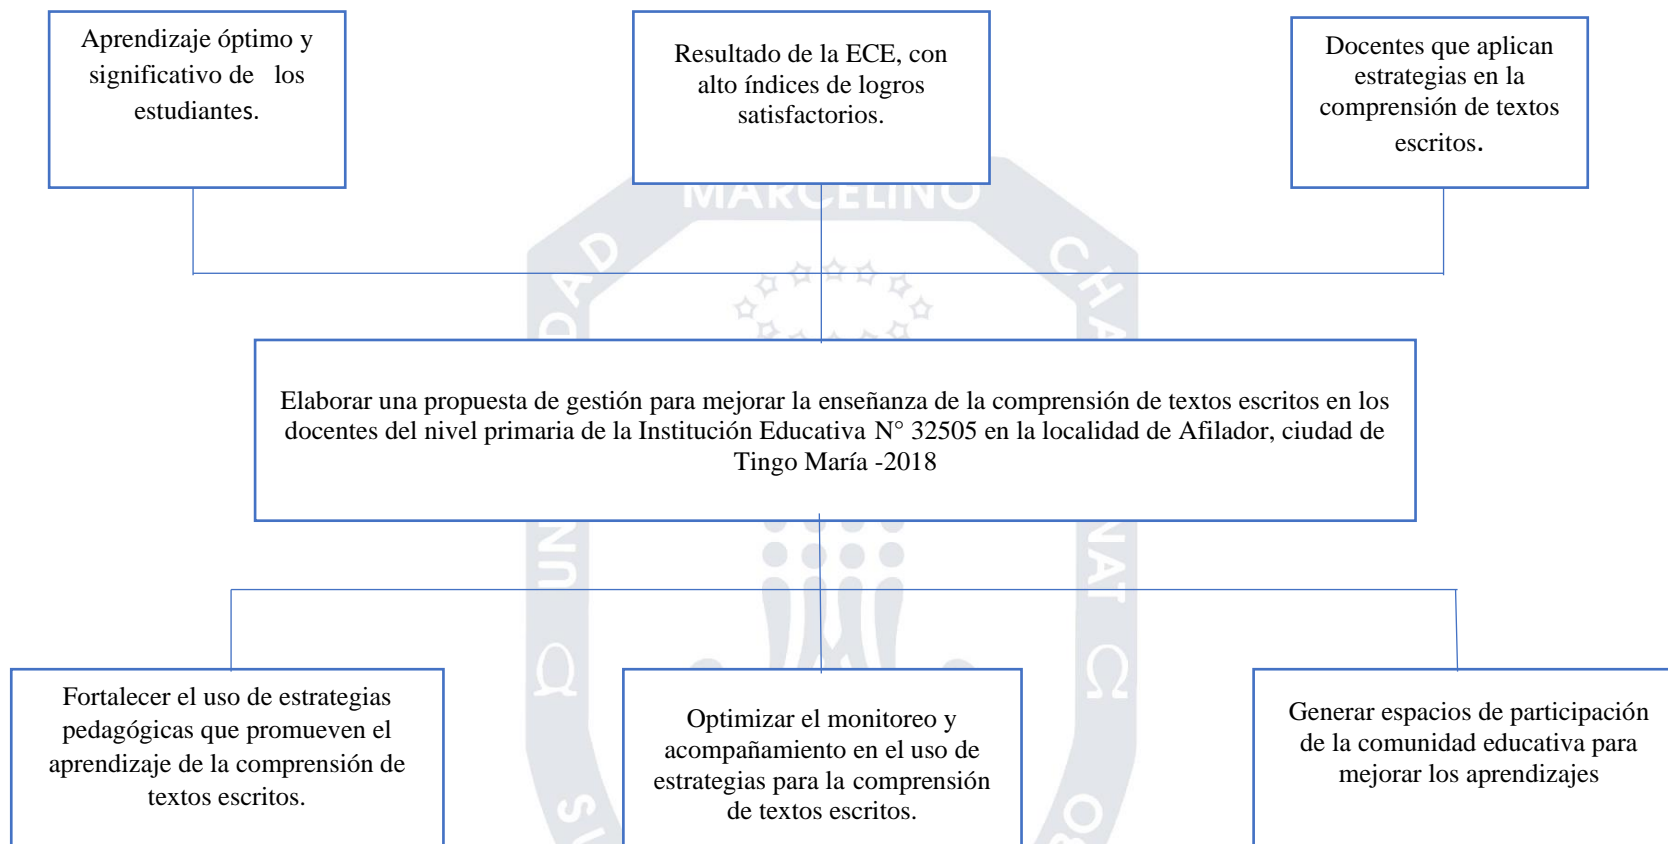 Aprendizaje óptimo y
significativo de los
estudiantes.
Resultado de la ECE, con
alto índices de logros
satisfactorios.
Docentes que aplican
estrategias en la
comprensión de textos
escritos.
MARCELINO
Elaborar una propuesta de gestión para mejorar la enseñanza de la comprensión de textos escritos en los
docentes del nivel primaria de la Institución Educativa N° 32505 en la localidad de Afilador, ciudad de
Tingo María -2018
Fortalecer el uso de estrategias
pedagógicas que promueven el
aprendizaje de la comprensión de
textos escritos.
Optimizar el monitoreo y
acompañamiento en el uso de
estrategias para la comprensión
de textos escritos.
Generar espacios de participación
de la comunidad educativa para
mejorar los aprendizajes